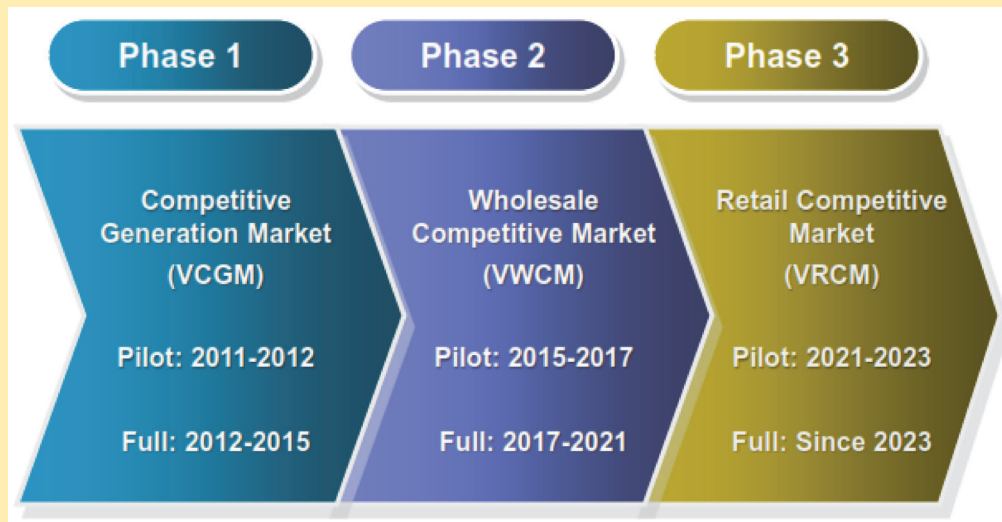 Phase 1
Phase 2
Phase 3
Competitive
Generation Market
(VCGM)
Pilot: 2011-2012
Full: 2012-2015
Wholesale
Competitive Market
(VWCM)
Pilot: 2015-2017
Full: 2017-2021
Retail Competitive
Market
(VRCM)
Pilot: 2021-2023
Full: Since 2023